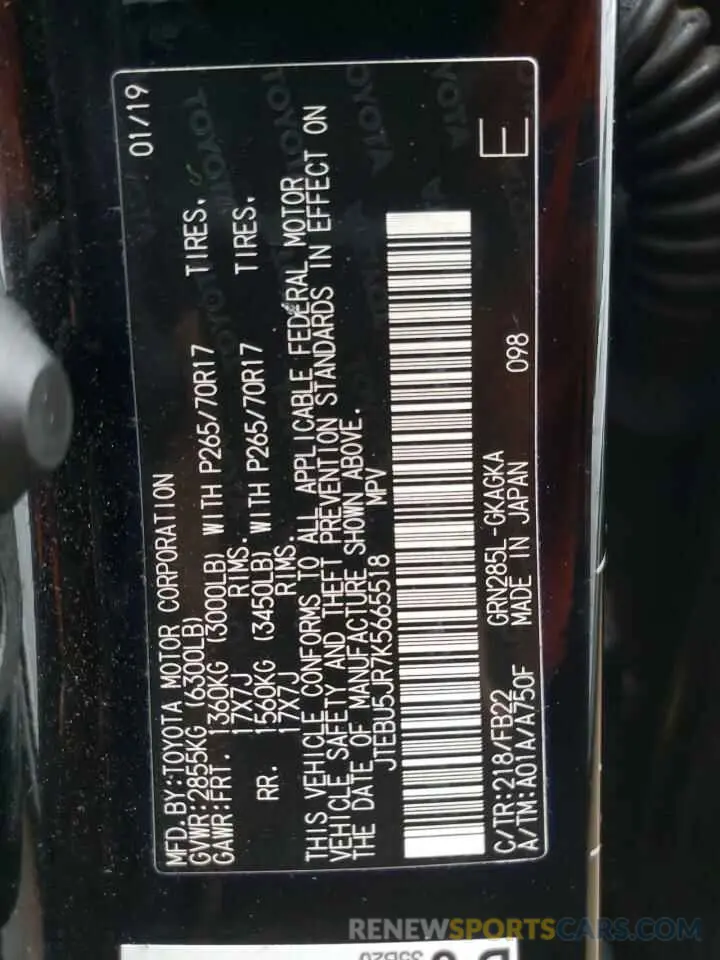 MFD.BY:TOYOTA MOTOR CORPORATION 01/19
GVWR:2855KG (6300LB)
GAWR:FRT. 1360KG (3000LB) WITH P265/70R17 TIRES.
17X7J RIMS.
RR. 1560KG (3450LB) WITH P265/70R17 TIRES.
17X7J RIMS.
THIS VEHICLE CONFORMS TO ALL APPLICABLE FEDERAL MOTOR
VEHICLE SAFETY AND THEFT PREVENTION STANDARDS IN EFFECT ON
THE DATE OF MANUFACTURE SHOWN ABOVE.
JTEBU5JR7K5665518 MPV
C/TR:218/FB22 GRN285L-GKAGKA 098 E
A/TM:A01A/A750F MADE IN JAPAN
RENEWSPORTSCARS.COM